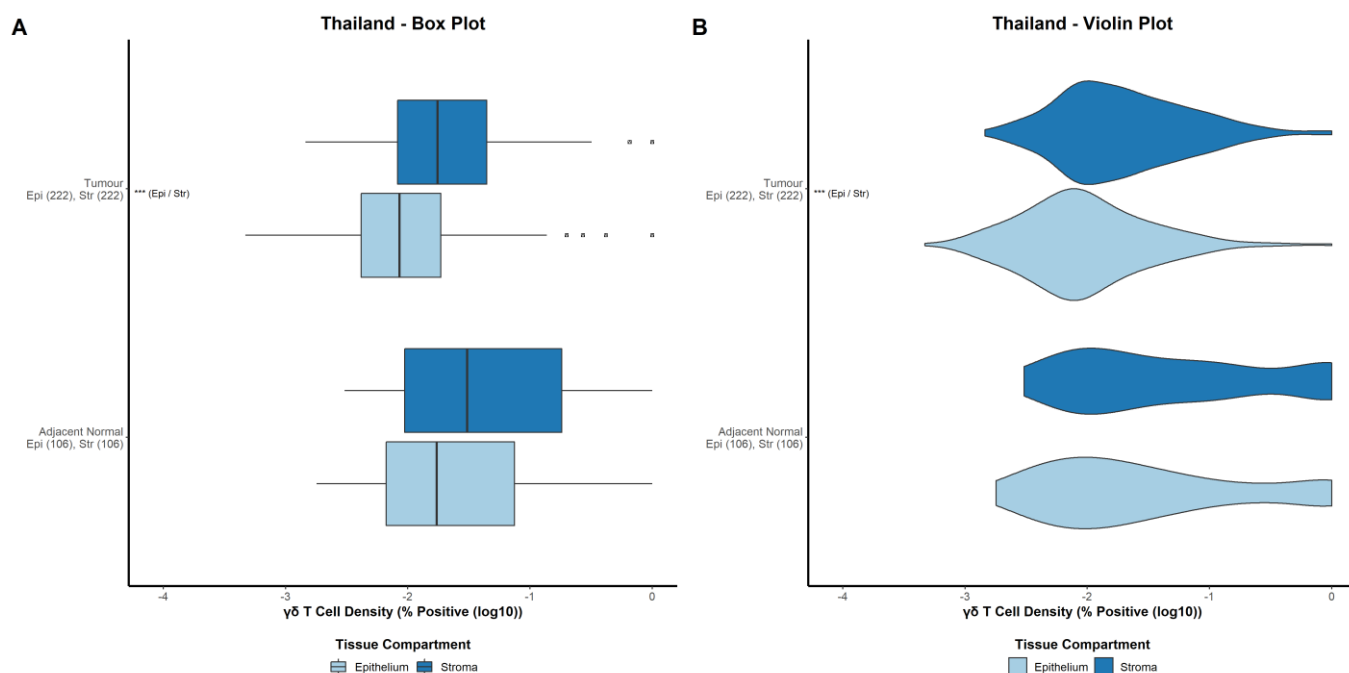 A
Thailand - Box Plot
Tumour
Epi (222), Str (222)
*** (Epi / Str)
Adjacent Normal
Epi (106), Str (106)
-4
-3
-2
-1
0
γδ T Cell Density (% Positive (log10))
Tissue Compartment
Epithelium
Stroma
B
Thailand - Violin Plot
Tumour
Epi (222), Str (222)
*** (Epi / Str)
Adjacent Normal
Epi (106), Str (106)
-4
-3
-2
-1
0
γδ T Cell Density (% Positive (log10))
Tissue Compartment
Epithelium
Stroma